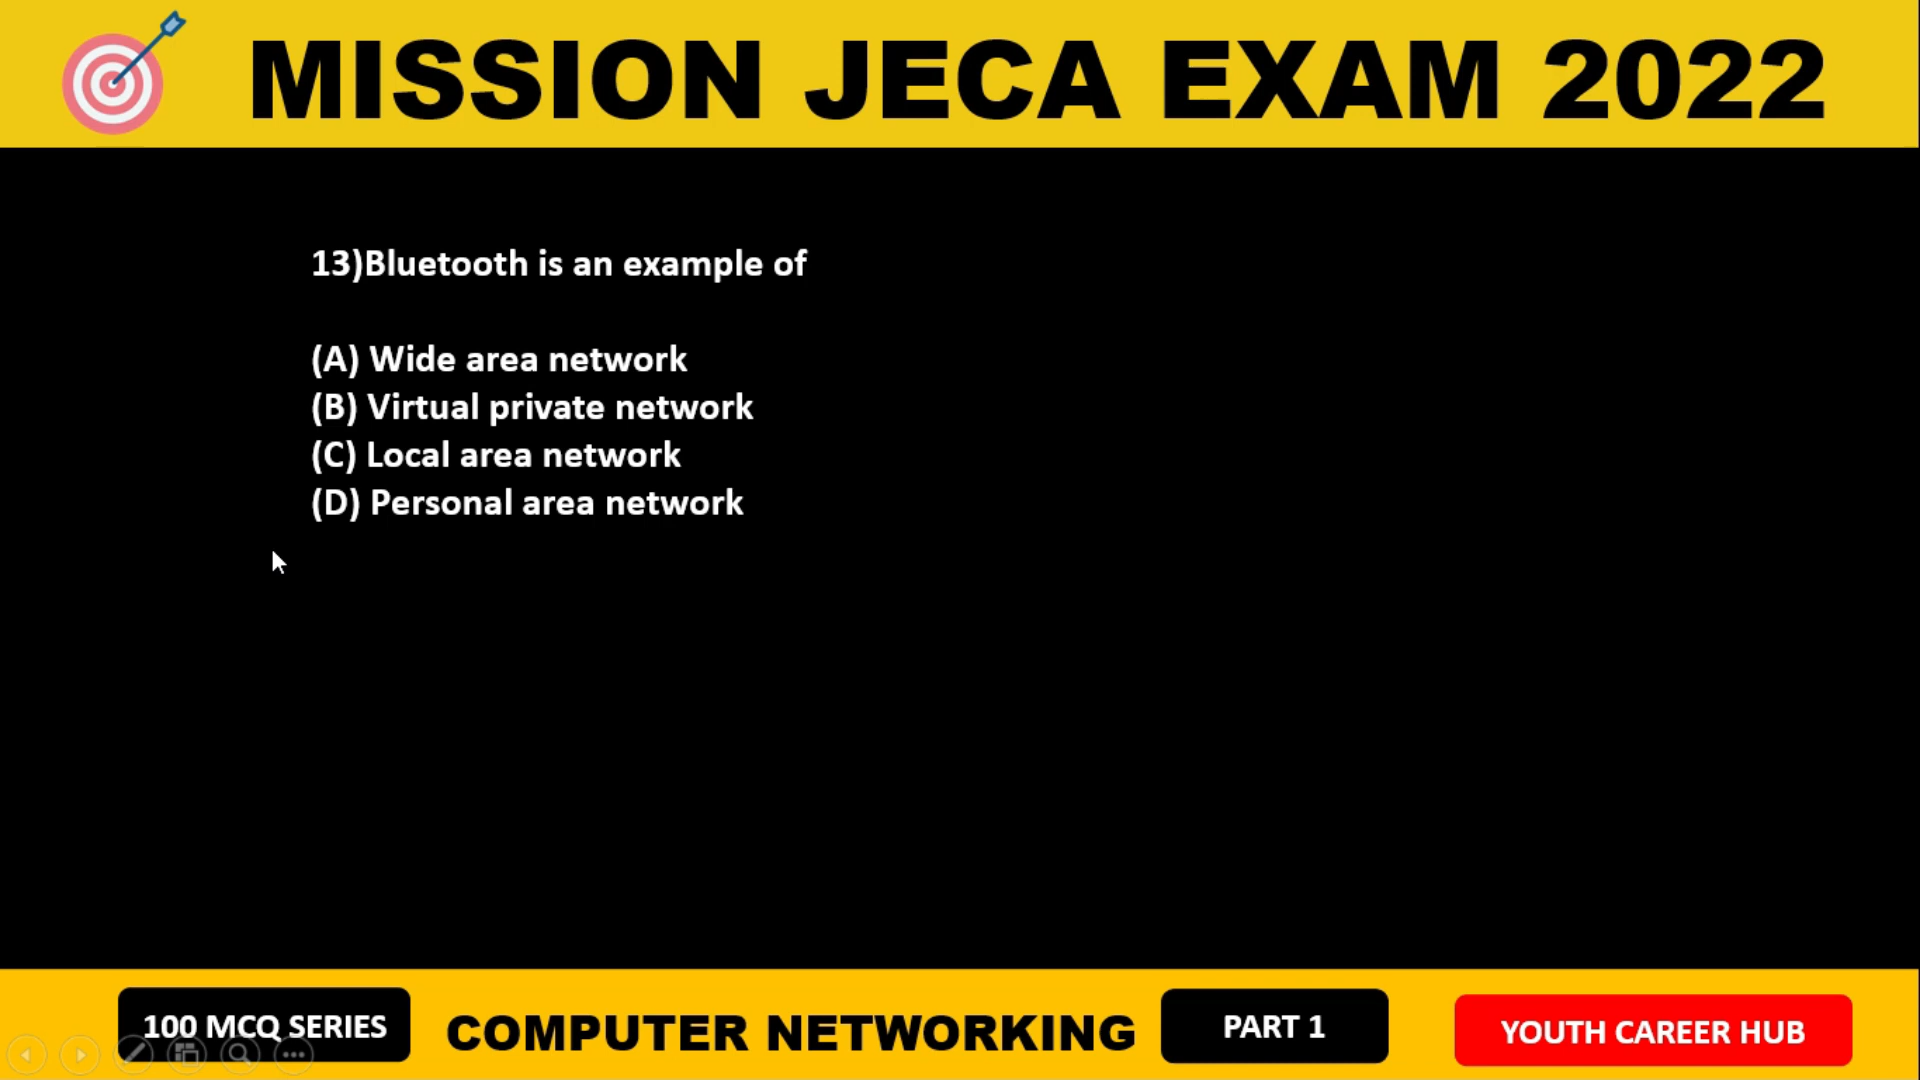 MISSION JECA EXAM 2022
13)Bluetooth is an example of
(A) Wide area network
(B) Virtual private network
(C) Local area network
(D) Personal area network
100 MCQ SERIES
COMPUTER NETWORKING
PART 1
YOUTH CAREER HUB